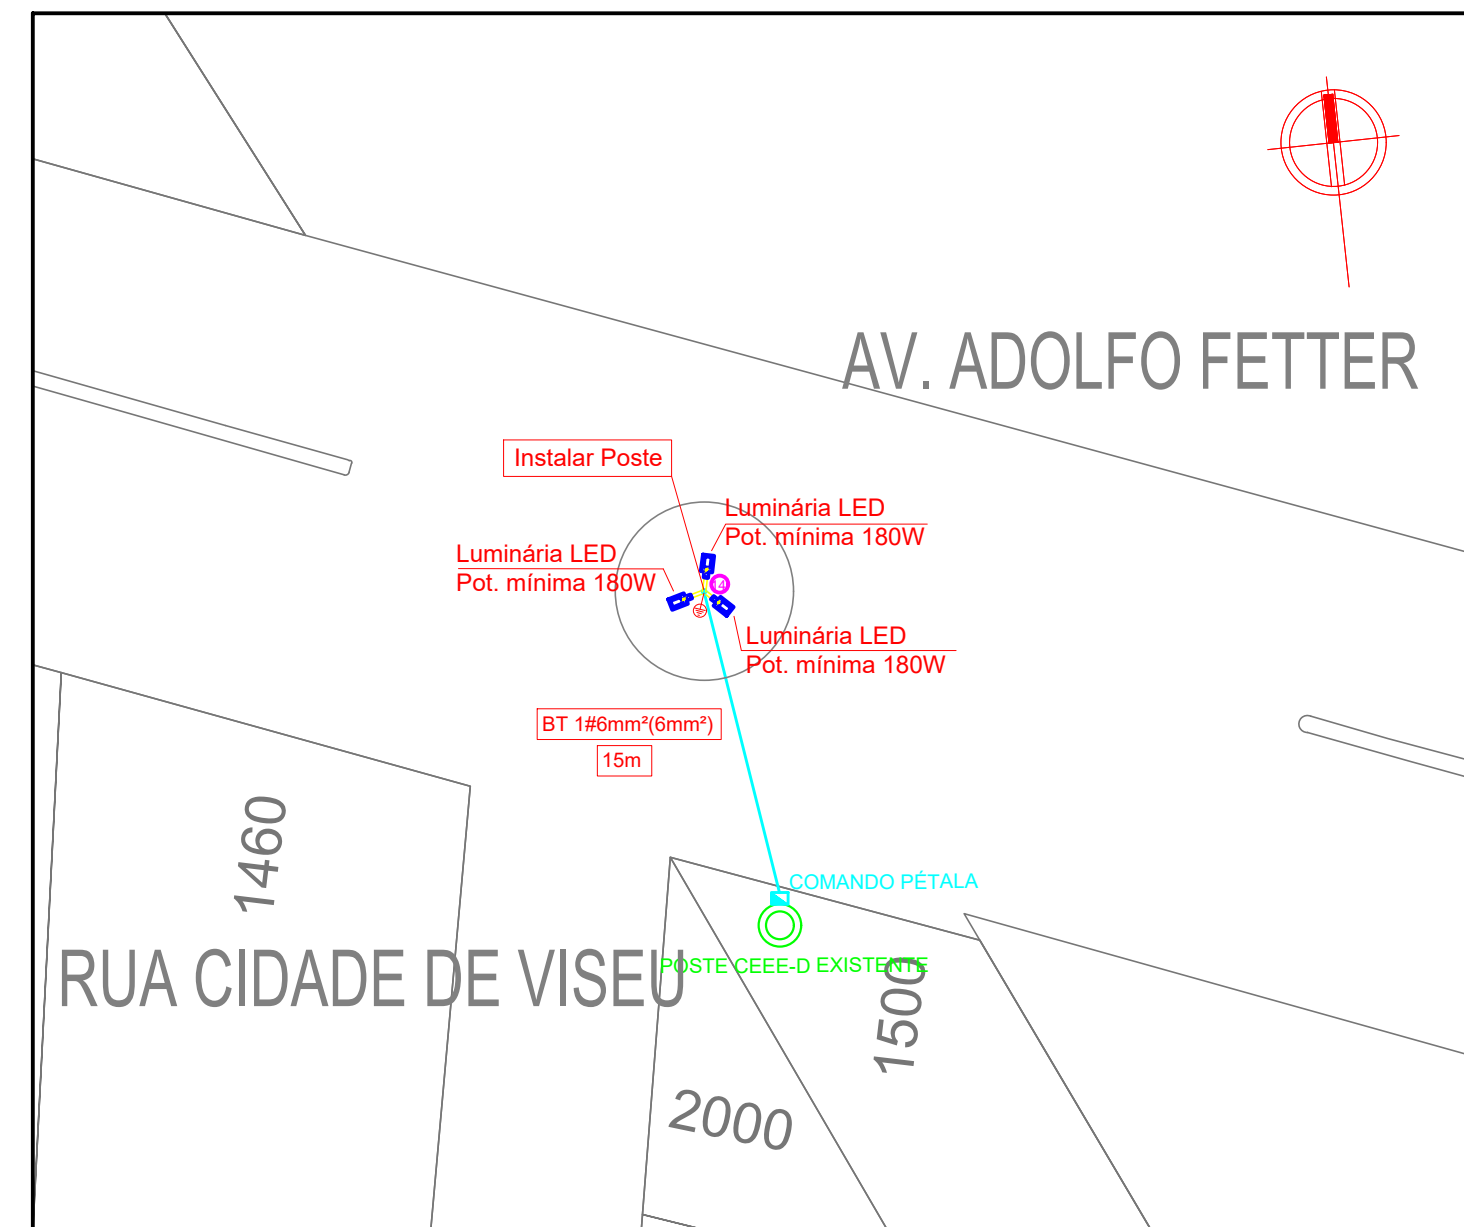 AV. ADOLFO FETTER
Instalar Poste
Luminária LED
Pot. mínima 180W
Luminária LED
Pot. mínima 180W
14
Luminária LED
Pot. mínima 180W
BT 1#6mm²(6mm²)
15m
1460
COMANDO PÉTALA
RUA CIDADE DE VISEU
POSTE CEEE-D EXISTENTE
1500
2000